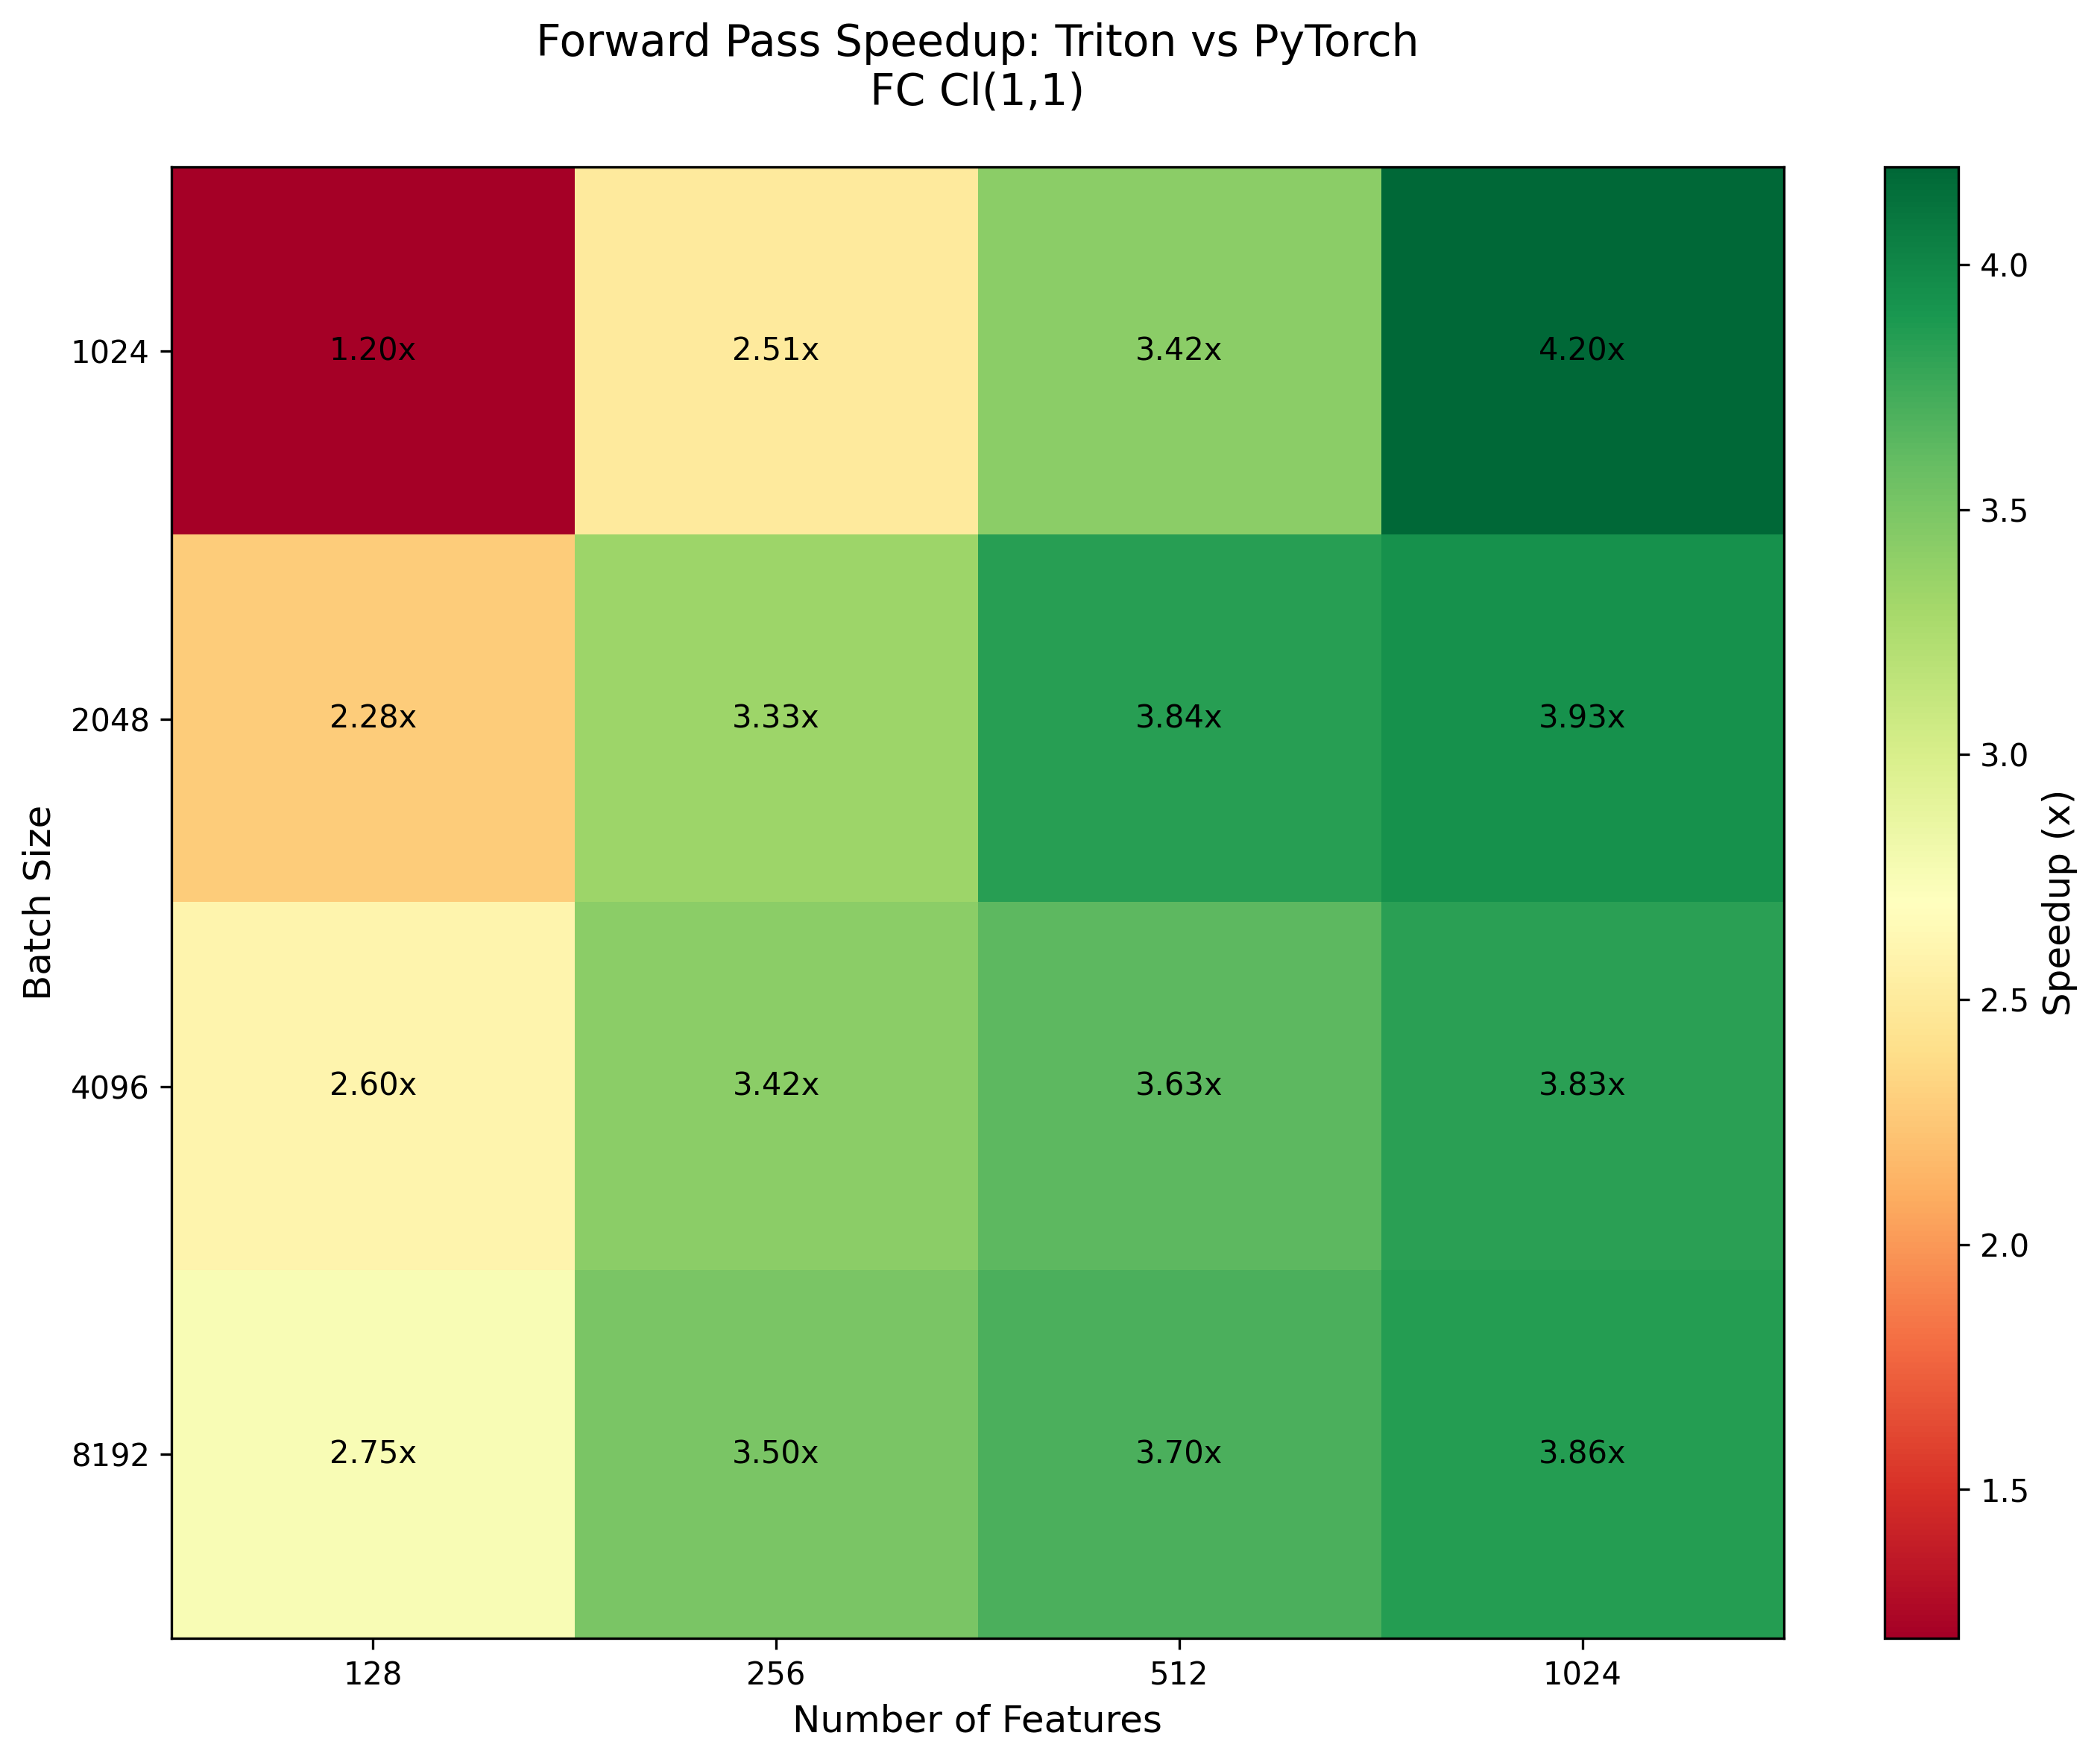 Forward Pass Speedup: Triton vs PyTorch
FC Cl(1,1)
Batch Size
1024
1.20x 2.51x 3.42x 4.20x
2048
2.28x 3.33x 3.84x 3.93x
4096
2.60x 3.42x 3.63x 3.83x
8192
2.75x 3.50x 3.70x 3.86x
128 256 512 1024
Number of Features
4.0
3.5
3.0
2.5
2.0
1.5
Speedup (x)